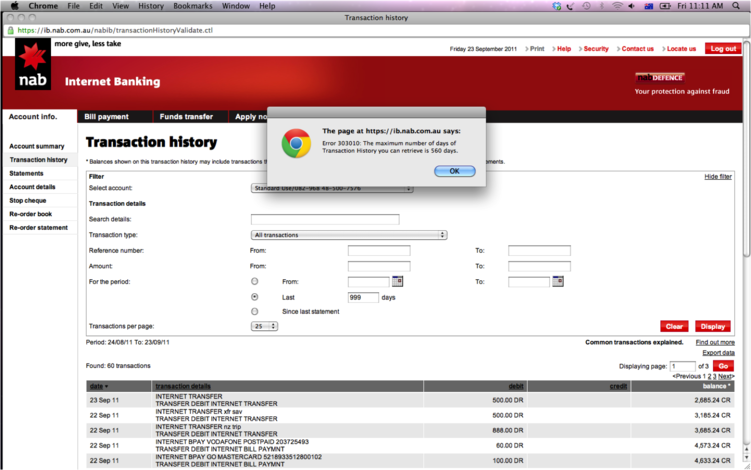 Chrome File Edit View History Bookmarks Window Help Fri 11:11 AM
Transaction history
https://ib.nab.com.au/nabib/transactionHistoryValidate.ctl
more give, less take
Friday 23 September 2011 > Print > Help > Security > Contact us > Locate us Log out
nab
Internet Banking
nab DEFENCE
Your protection against fraud
Account info. Bill payment Funds transfer Apply no
The page at https://ib.nab.com.au says:
Error 303010: The maximum number of days of
Transaction History you can retrieve is 560 days.
OK
Account summary
Transaction history
Statements
Account details
Stop cheque
Re-order book
Re-order statement
Transaction history
* Balances shown on this transaction history may include transactions th
ements.
Filter Hide filter
Select account: Standard Use/082-968 48-500-7576
Transaction details
Search details:
Transaction type: All transactions
Reference number: From: To:
Amount: From: To:
For the period: From: To:
Last 999 days
Since last statement
Transactions per page: 25 Clear Display
Period: 24/08/11 To: 23/09/11 Common transactions explained. Find out more
Export data
Found: 60 transactions Displaying page: 1 of 3 Go
<Previous 1 2 3 Next>
date transaction details debit credit balance *
23 Sep 11 INTERNET TRANSFER
TRANSFER DEBIT INTERNET TRANSFER 500.00 DR 2,685.24 CR
22 Sep 11 INTERNET TRANSFER xfr sav
TRANSFER DEBIT INTERNET TRANSFER 500.00 DR 3,185.24 CR
22 Sep 11 INTERNET TRANSFER nz trip
TRANSFER DEBIT INTERNET TRANSFER 888.00 DR 3,685.24 CR
22 Sep 11 INTERNET BPAY VODAFONE POSTPAID 203725493
TRANSFER DEBIT INTERNET BILL PAYMNT 60.00 DR 4,573.24 CR
22 Sep 11 INTERNET BPAY GO MASTERCARD 5218933512800102
TRANSFER DEBIT INTERNET BILL PAYMNT 100.00 DR 4,633.24 CR